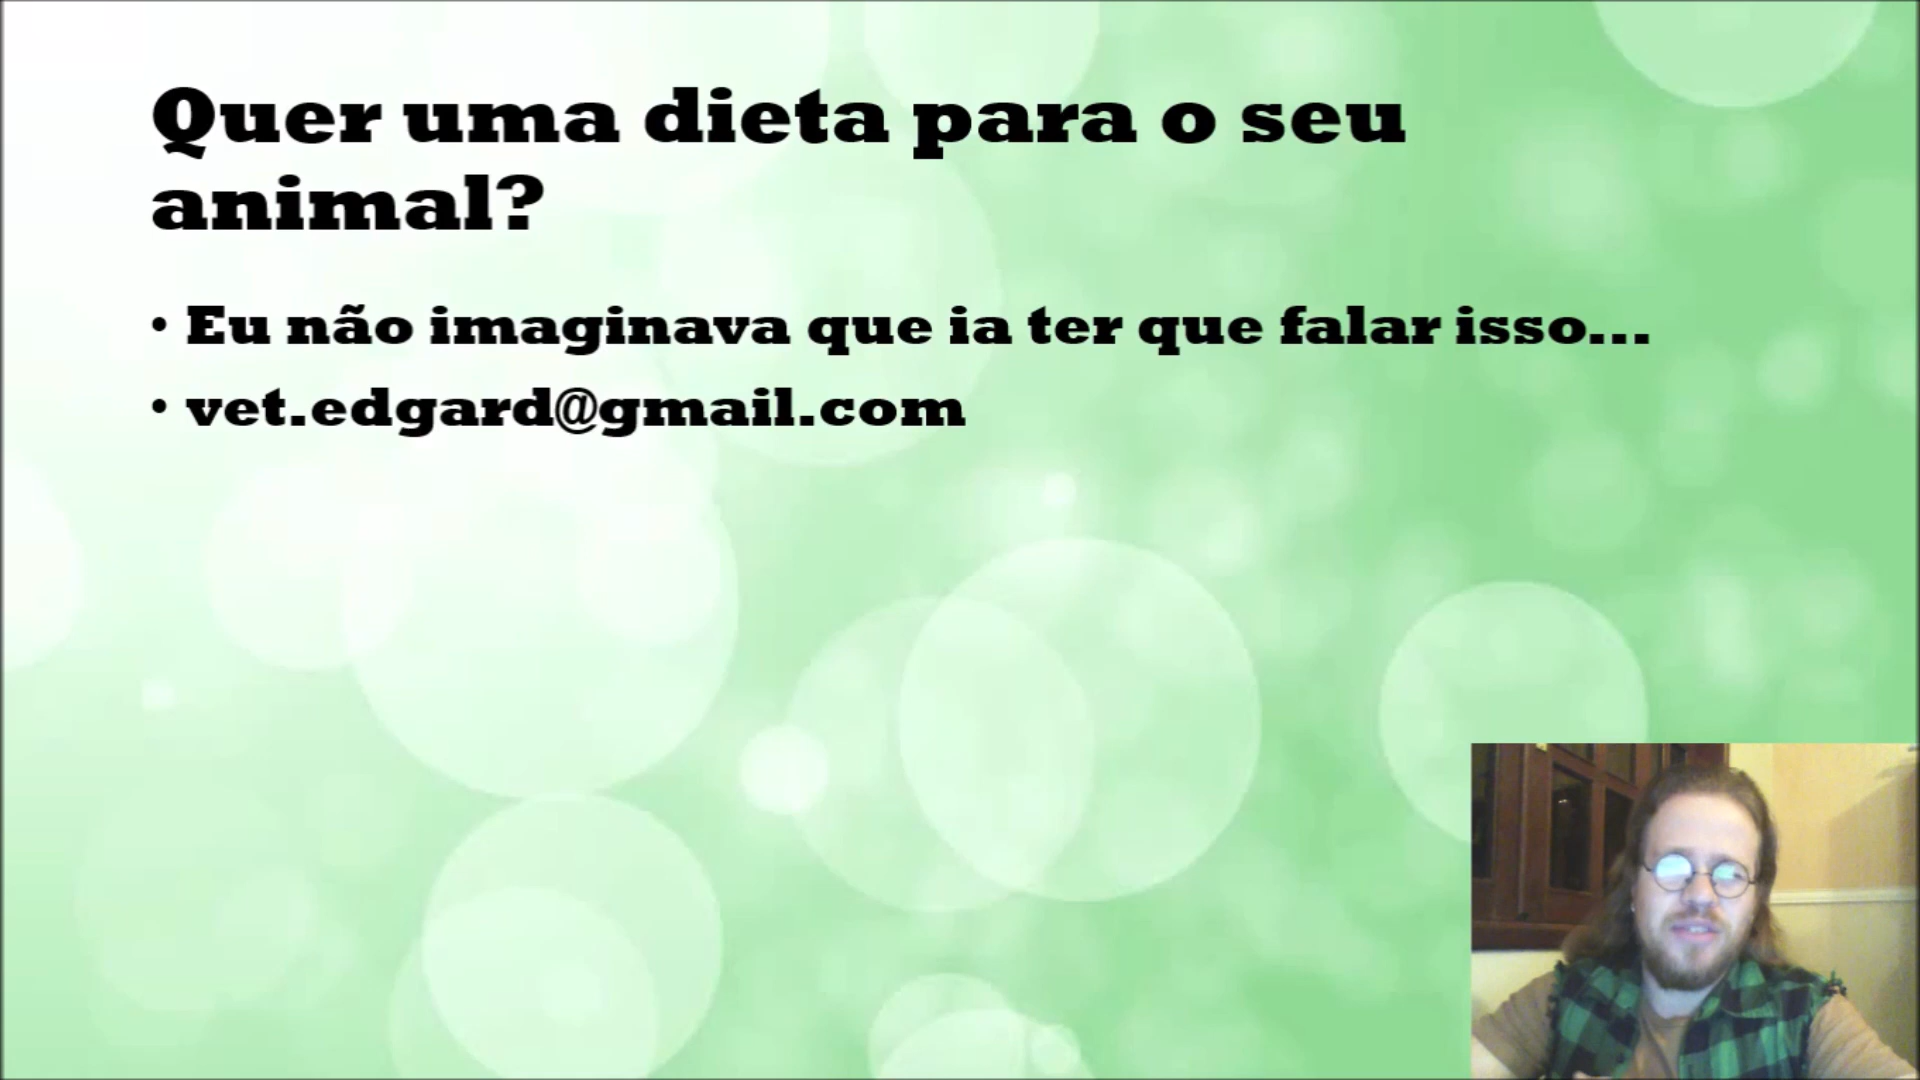 Quer uma dieta para o seu
animal?
• Eu não imaginava que ia ter que falar isso...
• vet.edgard@gmail.com